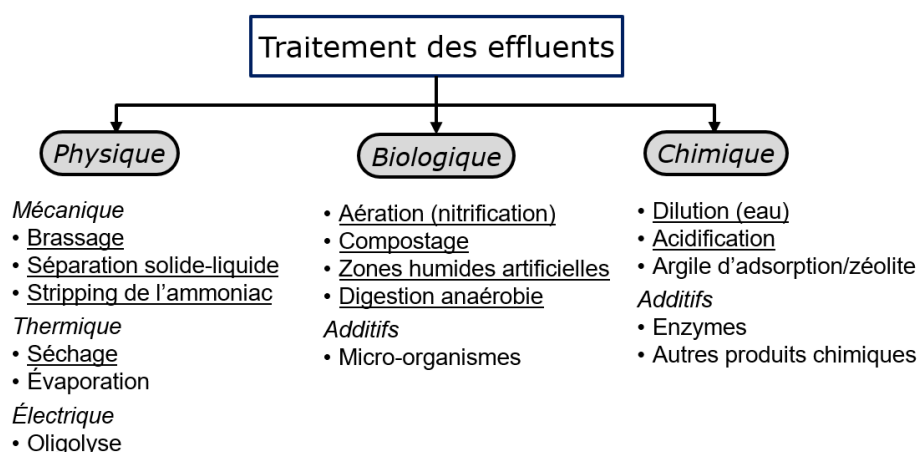 Traitement des effluents
Physique
Mécanique
• Brassage
• Séparation solide-liquide
• Stripping de l'ammoniac
Thermique
• Séchage
• Évaporation
Électrique
• Oligolyse
Biologique
• Aération (nitrification)
• Compostage
• Zones humides artificielles
• Digestion anaérobie
Additifs
• Micro-organismes
Chimique
• Dilution (eau)
• Acidification
• Argile d'adsorption/zéolite
Additifs
• Enzymes
• Autres produits chimiques